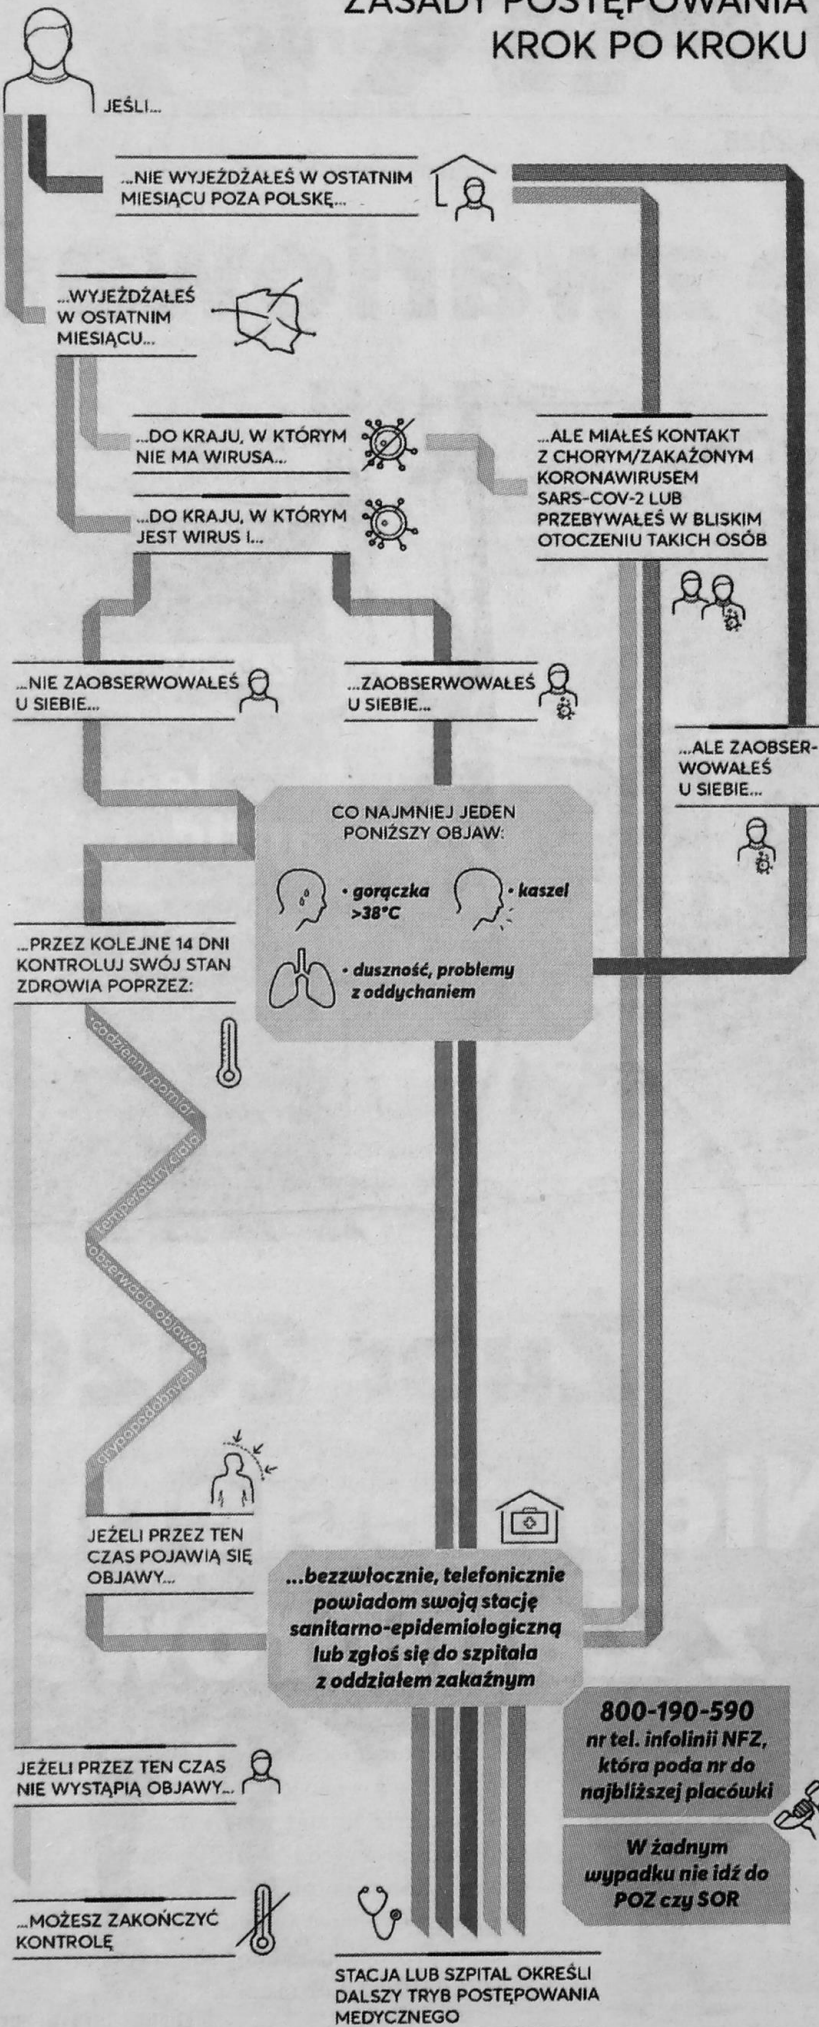 ZASADY POSTĘPOWANIA
KROK PO KROKU
JEŚLI...
...NIE WYJEŻDŻAŁEŚ W OSTATNIM
MIESIĄCU POZA POLSKĘ...
...WYJEŻDŻAŁEŚ
W OSTATNIM
MIESIĄCU...
...DO KRAJU, W KTÓRYM
NIE MA WIRUSA...
...ALE MIAŁEŚ KONTAKT
Z CHORYM/ZAKAŻONYM
KORONAWIRUSEM
SARS-COV-2 LUB
PRZEBYWAŁEŚ W BLISKIM
OTOCZENIU TAKICH OSÓB
...DO KRAJU, W KTÓRYM
JEST WIRUS I...
...NIE ZAOBSERWOWAŁEŚ
U SIEBIE...
...ZAOBSERWOWAŁEŚ
U SIEBIE...
...ALE ZAOBSER-
WOWAŁEŚ
U SIEBIE...
CO NAJMNIEJ JEDEN
PONIŻSZY OBJAW:
• gorączka
>38°C
• kaszel
• duszność, problemy
z oddychaniem
...PRZEZ KOLEJNE 14 DNI
KONTROLUJ SWÓJ STAN
ZDROWIA POPRZEZ:
•codzienny pomiar
temperatury ciała
•obserwacja objawów
grypopodobnych
JEŻELI PRZEZ TEN
CZAS POJAWIĄ SIĘ
OBJAWY...
...bezzwłocznie, telefonicznie
powiadom swoją stację
sanitarno-epidemiologiczną
lub zgłoś się do szpitala
z oddziałem zakaźnym
800-190-590
nr tel. infolinii NFZ,
która poda nr do
najbliższej placówki
W żadnym
wypadku nie idź do
POZ czy SOR
JEŻELI PRZEZ TEN CZAS
NIE WYSTĄPIĄ OBJAWY...
...MOŻESZ ZAKOŃCZYĆ
KONTROLĘ
STACJA LUB SZPITAL OKREŚLI
DALSZY TRYB POSTĘPOWANIA
MEDYCZNEGO